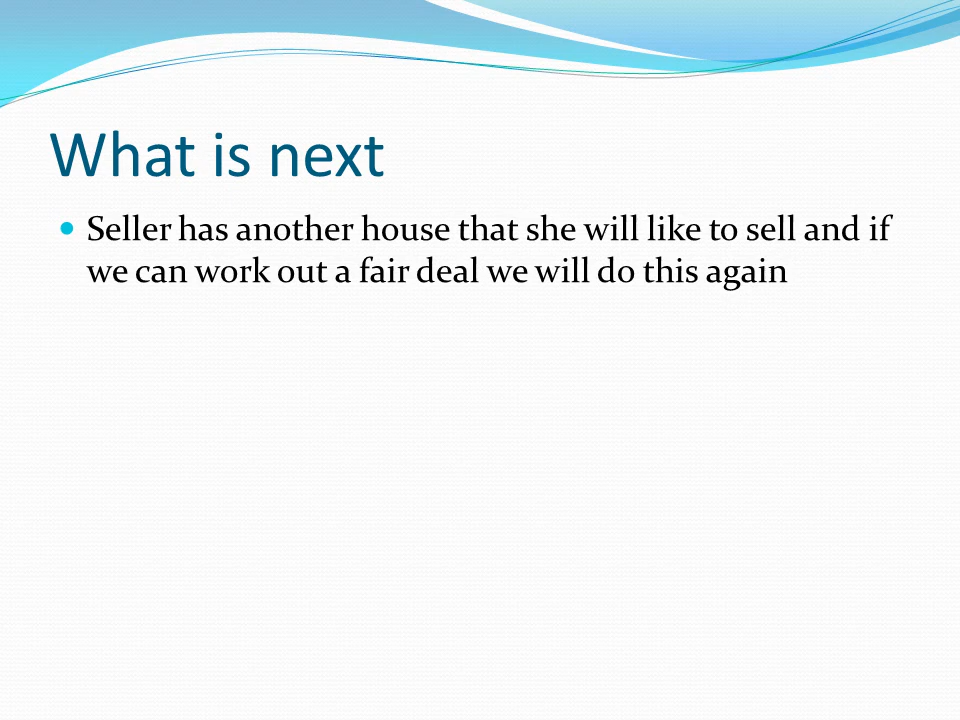 What is next
Seller has another house that she will like to sell and if
we can work out a fair deal we will do this again